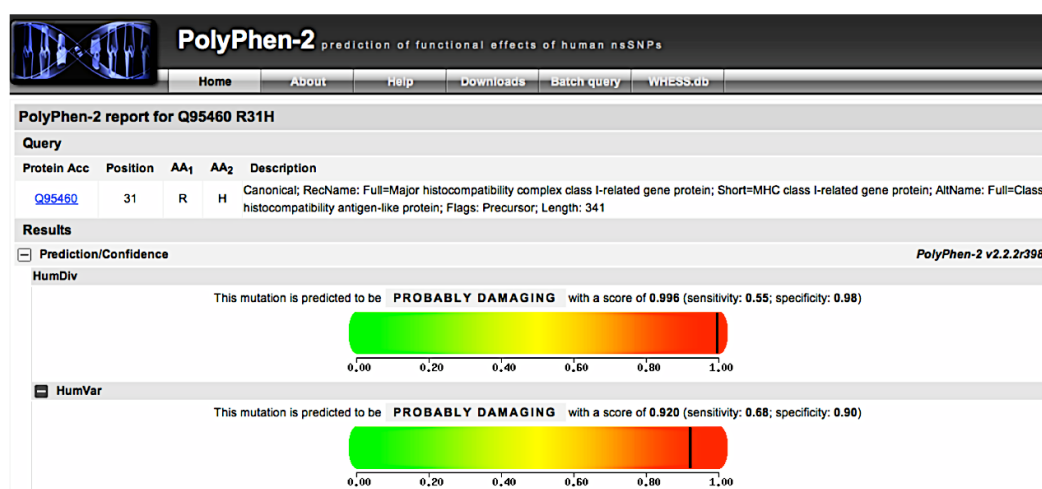 PolyPhen-2 prediction of functional effects of human nsSNPs
Home About Help Downloads Batch query WHESS.db
PolyPhen-2 report for Q95460 R31H
Query
Protein Acc Position AA1 AA2 Description
Q95460 31 R H Canonical; RecName: Full=Major histocompatibility complex class I-related gene protein; Short=MHC class I-related gene protein; AltName: Full=Class
histocompatibility antigen-like protein; Flags: Precursor; Length: 341
Results
Prediction/Confidence PolyPhen-2 v2.2.2r398
HumDiv
This mutation is predicted to be PROBABLY DAMAGING with a score of 0.996 (sensitivity: 0.55; specificity: 0.98)
0.00 0.20 0.40 0.60 0.80 1.00
HumVar
This mutation is predicted to be PROBABLY DAMAGING with a score of 0.920 (sensitivity: 0.68; specificity: 0.90)
0.00 0.20 0.40 0.60 0.80 1.00